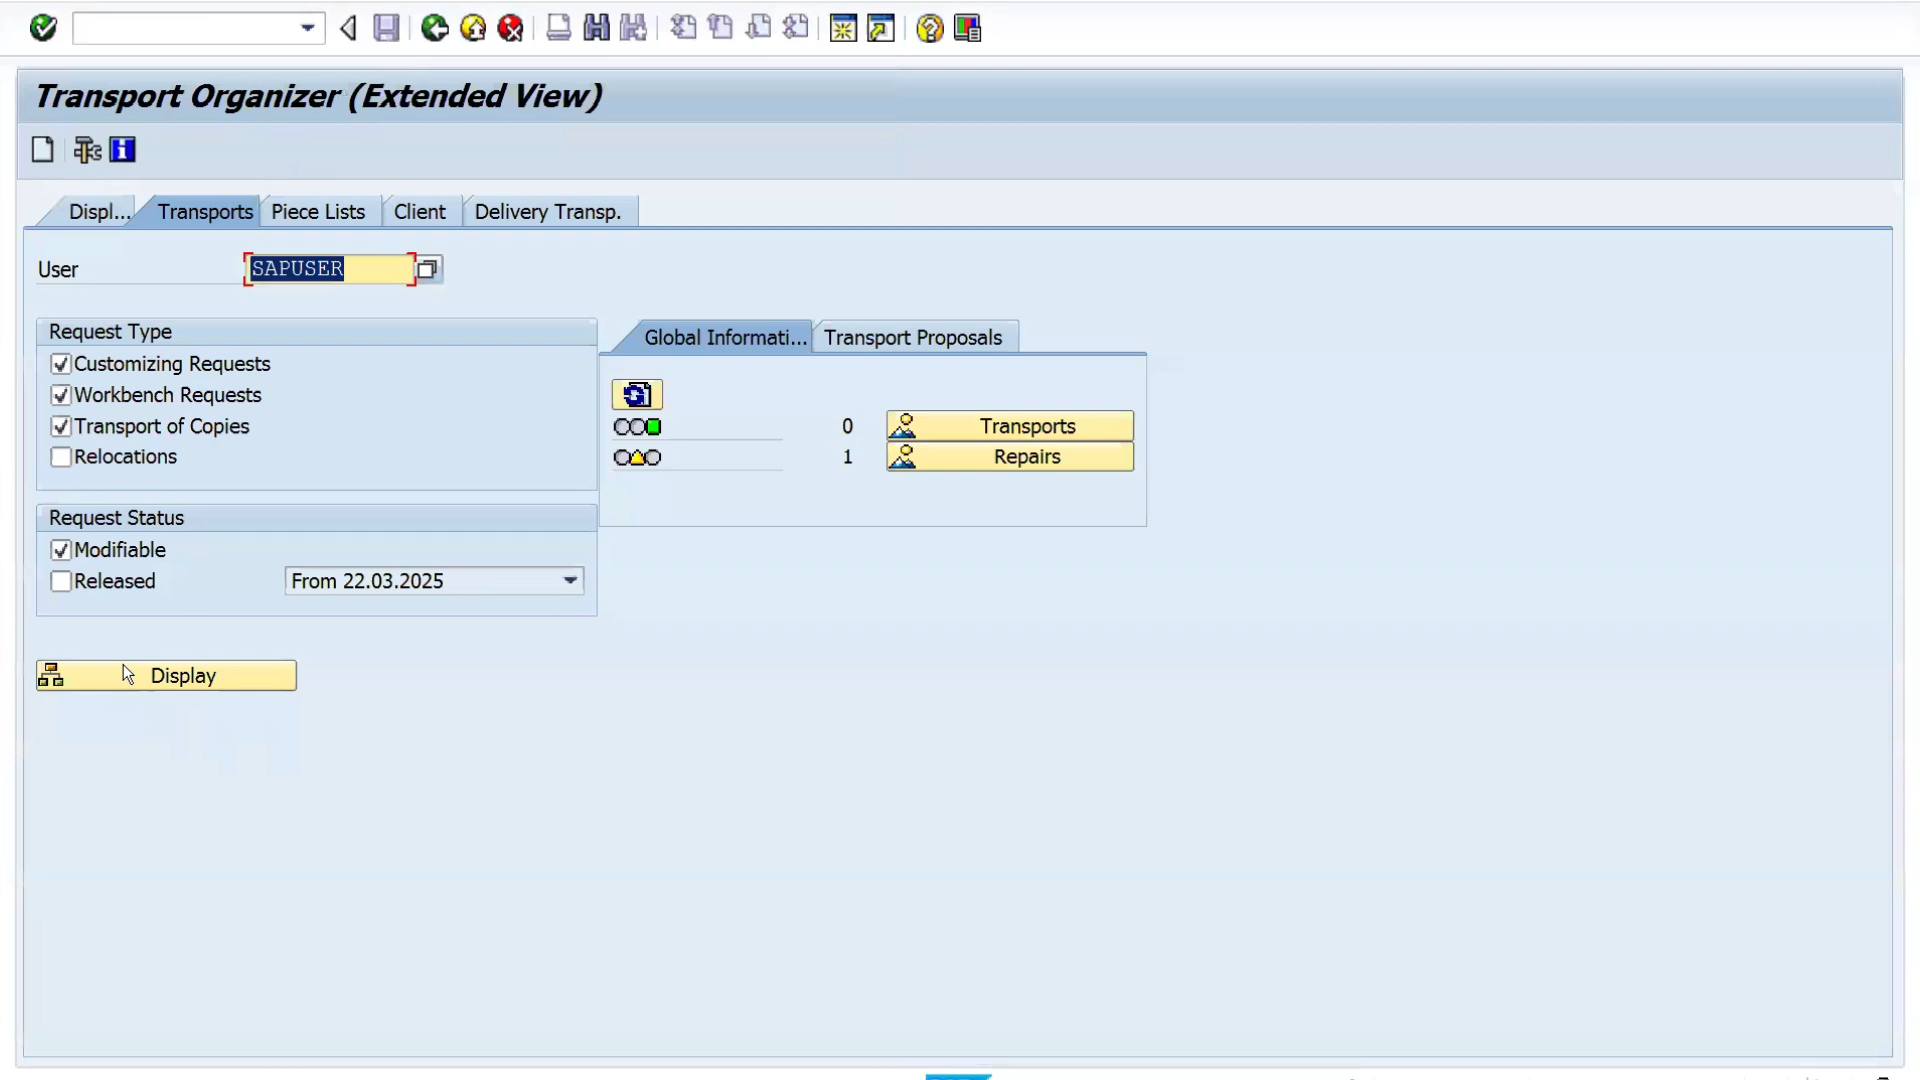 Transport Organizer (Extended View)
Displ... Transports Piece Lists Client Delivery Transp.
User SAPUSER
Request Type
Customizing Requests
Workbench Requests
Transport of Copies
Relocations
Request Status
Modifiable
Released From 22.03.2025
Display
Global Informati... Transport Proposals
0 Transports
1 Repairs